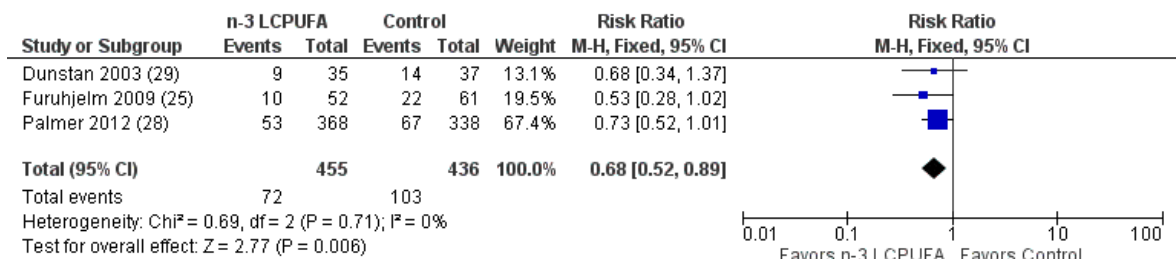 n-3 LCPUFA Control Risk Ratio Risk Ratio
Study or Subgroup Events Total Events Total Weight M-H, Fixed, 95% CI M-H, Fixed, 95% CI
Dunstan 2003 (29) 9 35 14 37 13.1% 0.68 [0.34, 1.37]
Furuhjelm 2009 (25) 10 52 22 61 19.5% 0.53 [0.28, 1.02]
Palmer 2012 (28) 53 368 67 338 67.4% 0.73 [0.52, 1.01]
Total (95% CI) 455 436 100.0% 0.68 [0.52, 0.89]
Total events 72 103
Heterogeneity: Chi² = 0.69, df = 2 (P = 0.71); I² = 0%
Test for overall effect: Z = 2.77 (P = 0.006)
0.01 0.1 1 10 100
Favors n-3 LCPUFA Favors Control